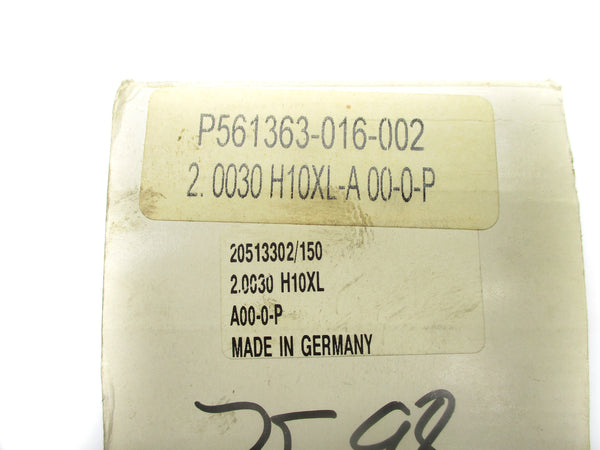 P561363-016-002
2.0030 H10XL-A 00-0-P
20513302/150
2.0030 H10XL
A00-0-P
MADE IN GERMANY